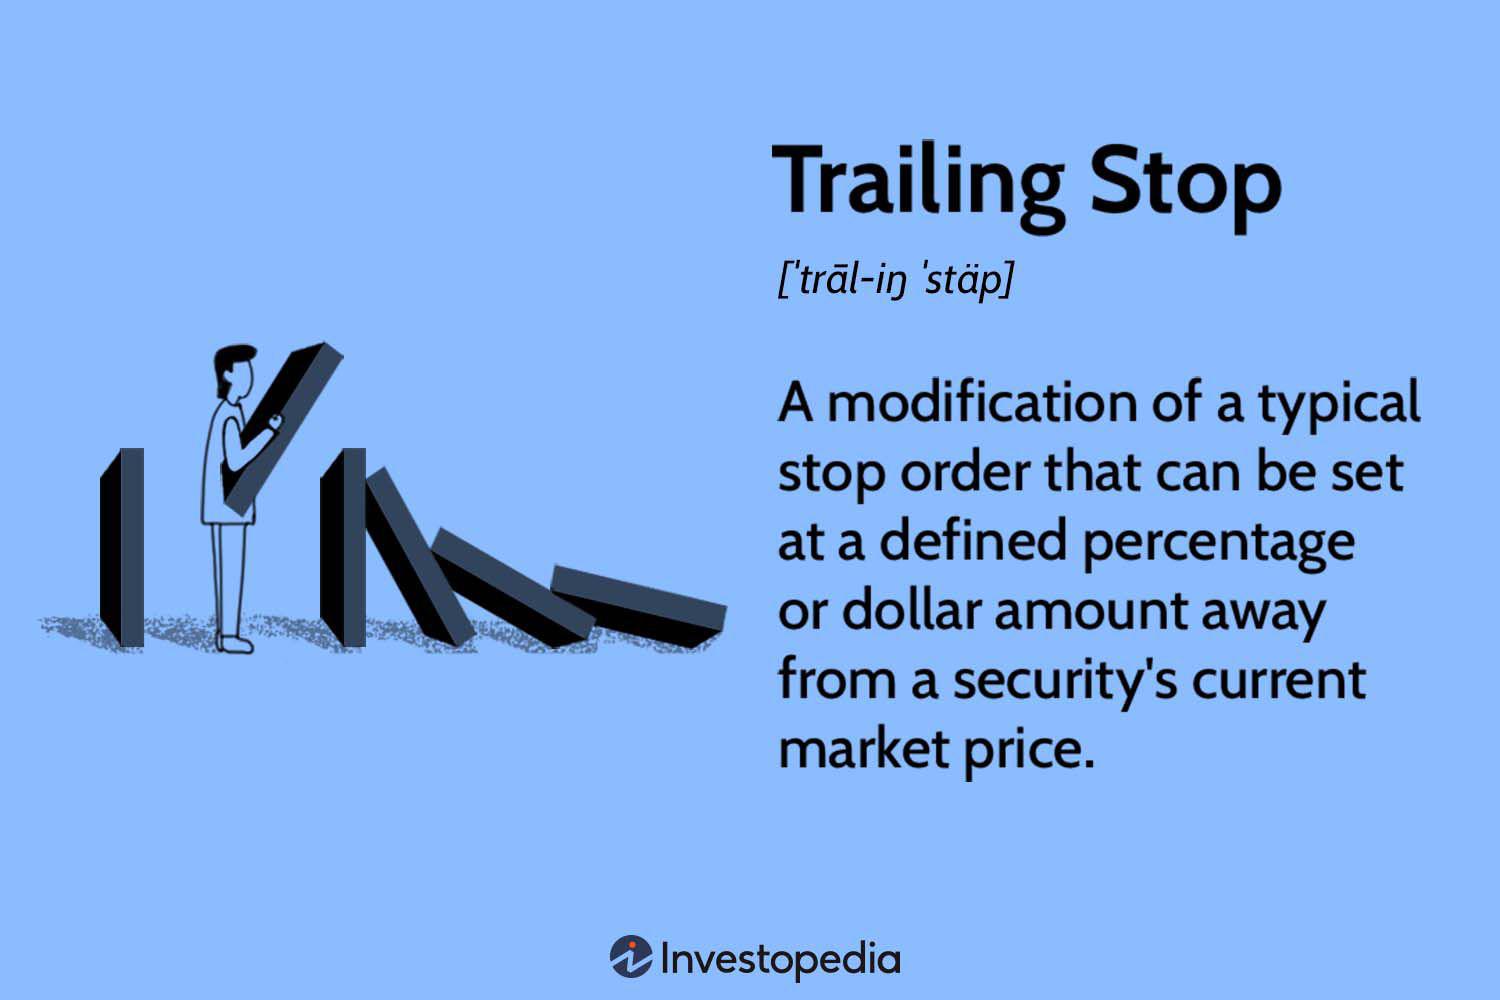 Trailing Stop
[ˈtrāl-iŋ ˈstäp]
A modification of a typical
stop order that can be set
at a defined percentage
or dollar amount away
from a security's current
market price.
Investopedia